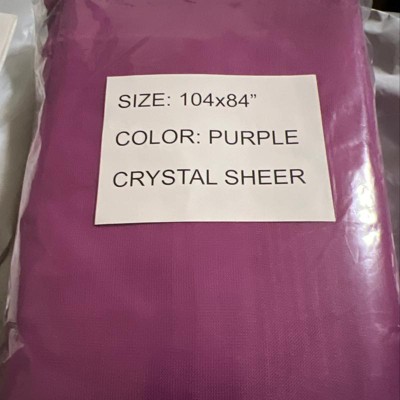 SIZE: 104x84”
COLOR: PURPLE
CRYSTAL SHEER